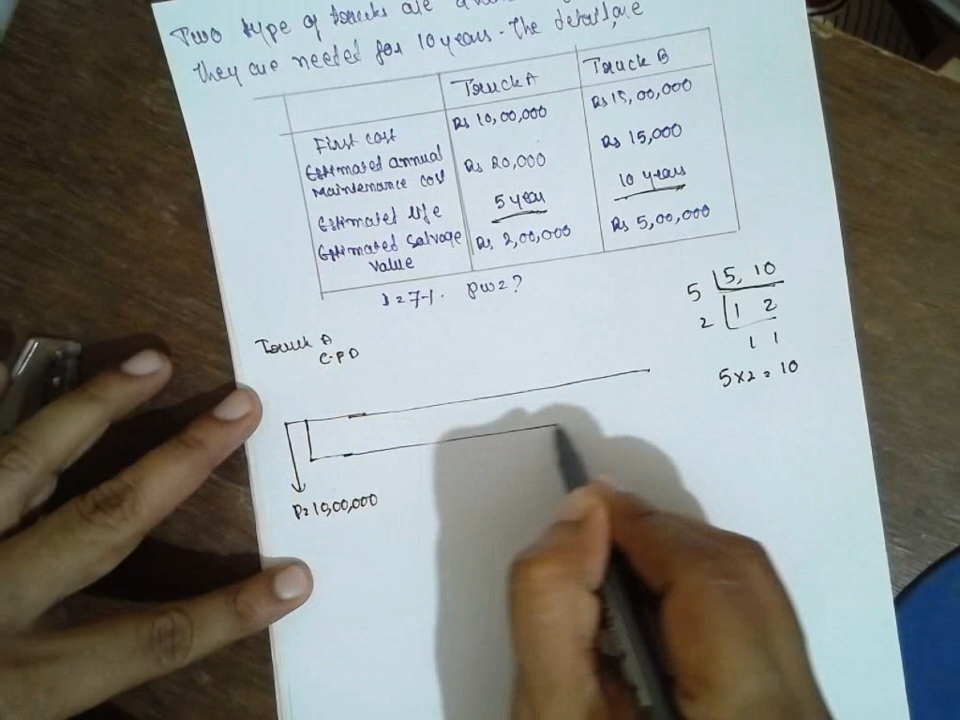 Two type of trucks are
they are needed for 10 years - The detail are
Truck A Truck B
First cost Rs 10,00,000 Rs 15,00,000
Estimated annual
Maintenance cost Rs 20,000 Rs 15,000
Estimated life 5 year 10 years
Estimated Salvage Rs 2,00,000 Rs 5,00,000
value
i = 7%. PW = ?
5 5, 10
2 1 2
1 1
5 x 2 = 10
Truck A
C.F.D
P = 10,00,000